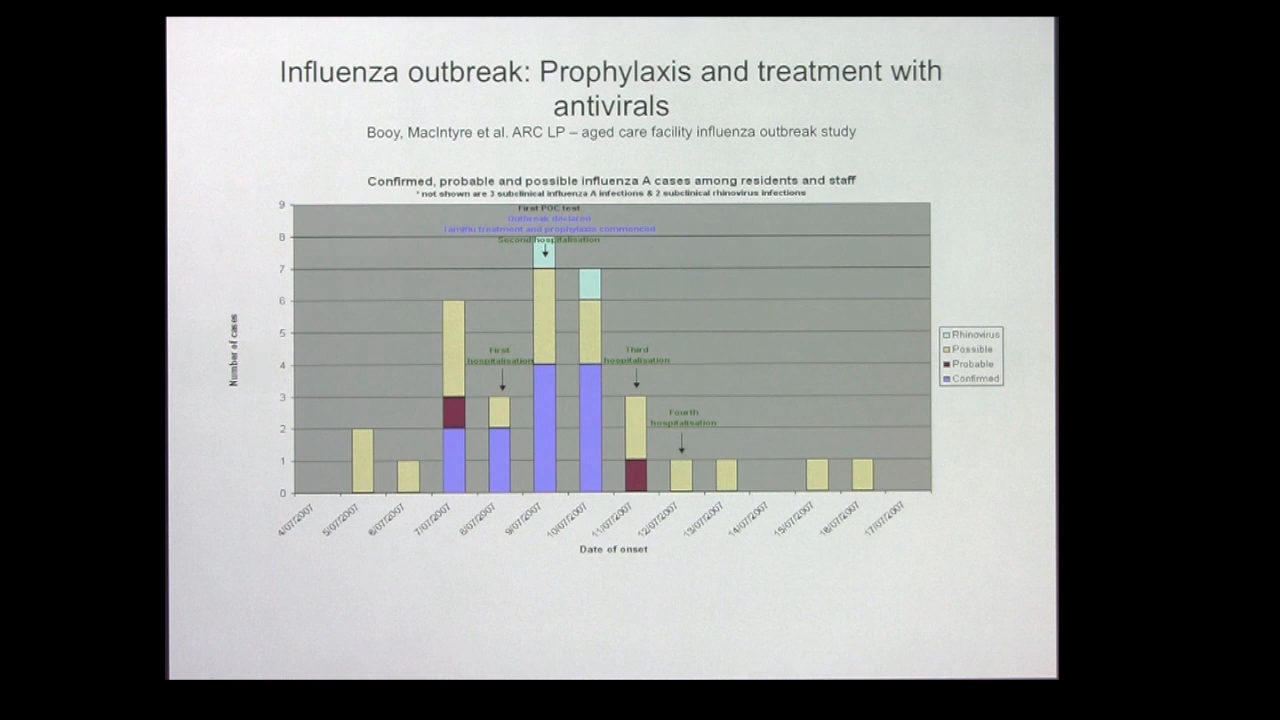 Influenza outbreak: Prophylaxis and treatment with
antivirals
Booy, MacIntyre et al. ARC LP – aged care facility influenza outbreak study
Confirmed, probable and possible influenza A cases among residents and staff
* not shown are 3 subclinical influenza A infections & 2 subclinical rhinovirus infections
First POC test
Outbreak declared
Tamiflu treatment and prophylaxis commenced
Second hospitalisation
First
hospitalisation
Third
hospitalisation
Fourth
hospitalisation
Number of cases
9
8
7
6
5
4
3
2
1
0
4/07/2007
5/07/2007
6/07/2007
7/07/2007
8/07/2007
9/07/2007
10/07/2007
11/07/2007
12/07/2007
13/07/2007
14/07/2007
15/07/2007
16/07/2007
17/07/2007
Date of onset
Rhinovirus
Possible
Probable
Confirmed